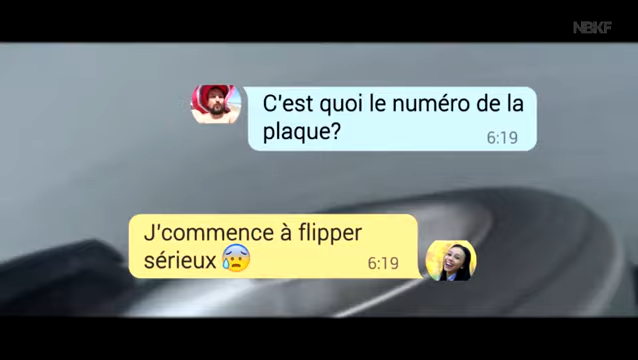 NBKF
C'est quoi le numéro de la
plaque?
6:19
J'commence à flipper
sérieux 😰
6:19